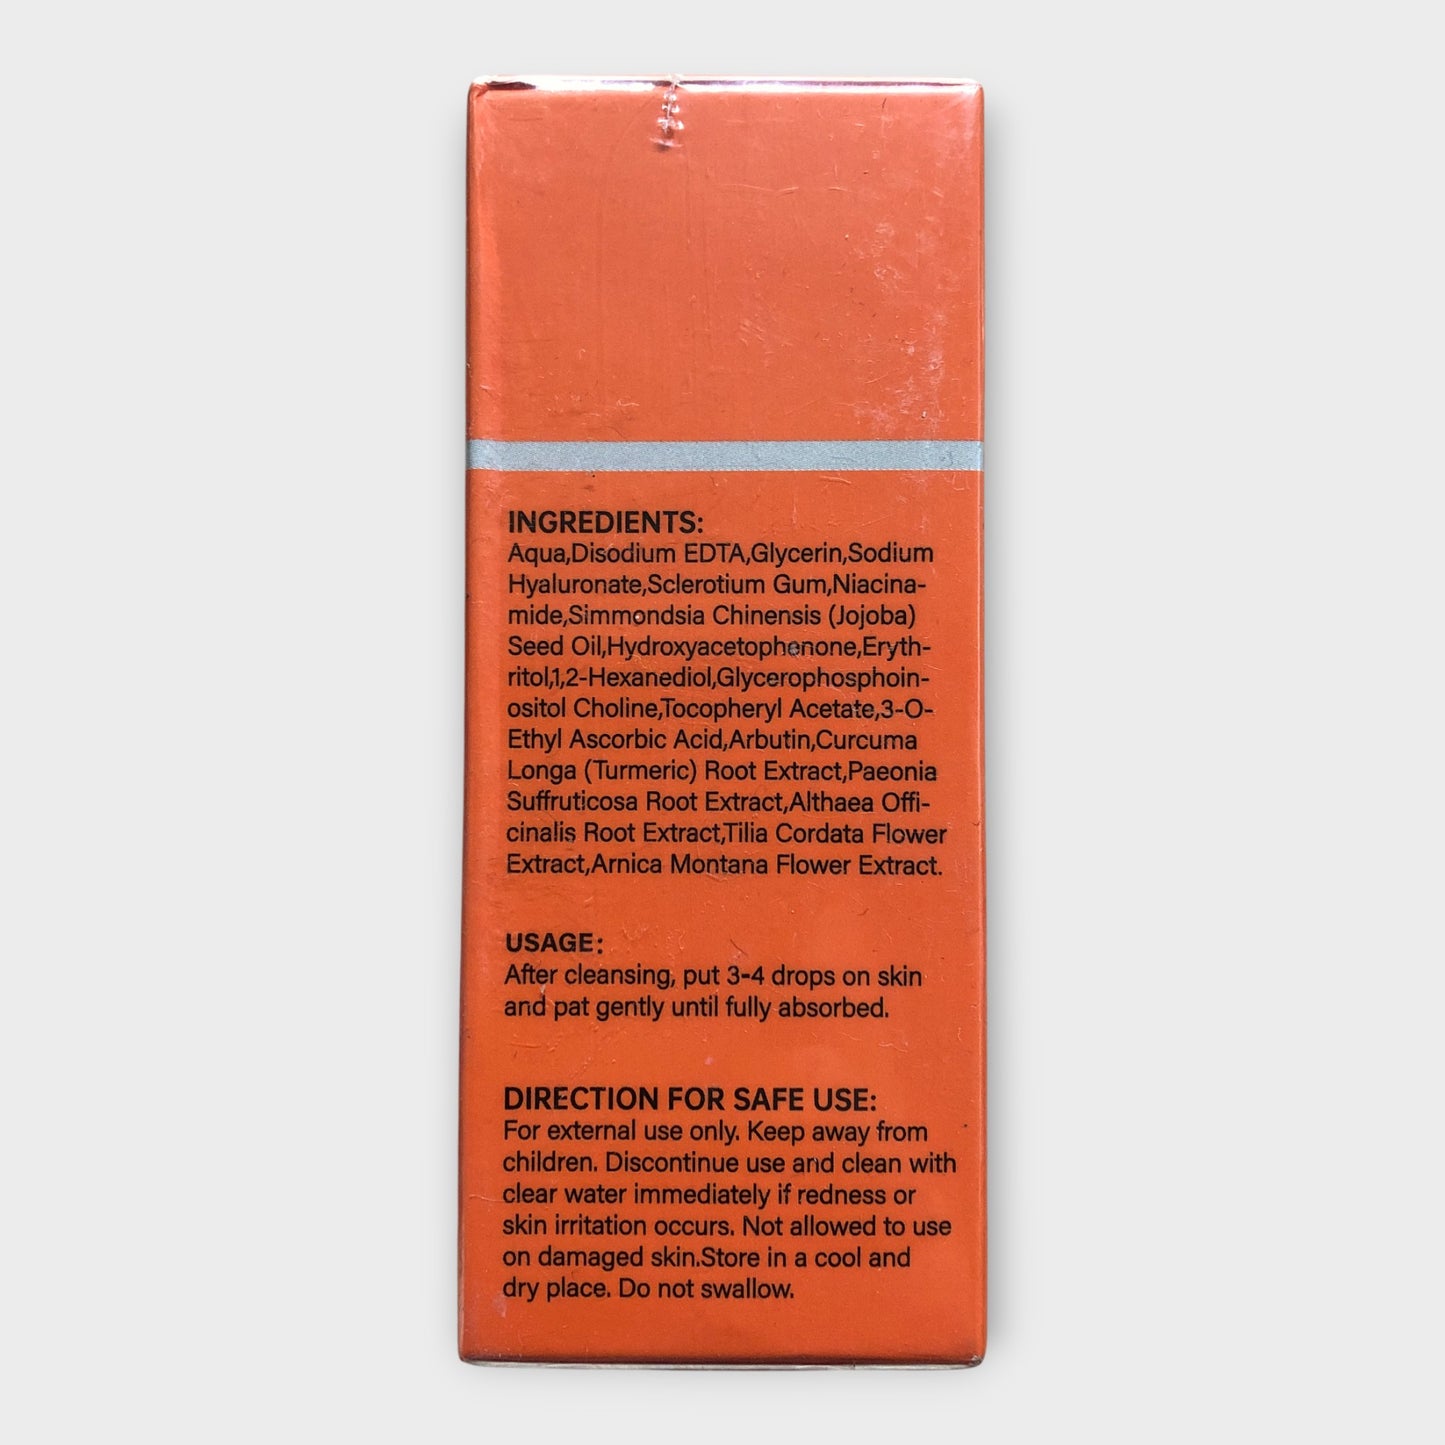 INGREDIENTS:
Aqua,Disodium EDTA,Glycerin,Sodium
Hyaluronate,Sclerotium Gum,Niacina-
mide,Simmondsia Chinensis (Jojoba)
Seed Oil,Hydroxyacetophenone,Eryth-
ritol,1,2-Hexanediol,Glycerophosphoin-
ositol Choline,Tocopheryl Acetate,3-O-
Ethyl Ascorbic Acid,Arbutin,Curcuma
Longa (Turmeric) Root Extract,Paeonia
Suffruticosa Root Extract,Althaea Offi-
cinalis Root Extract,Tilia Cordata Flower
Extract,Arnica Montana Flower Extract.
USAGE:
After cleansing, put 3-4 drops on skin
and pat gently until fully absorbed.
DIRECTION FOR SAFE USE:
For external use only. Keep away from
children. Discontinue use and clean with
clear water immediately if redness or
skin irritation occurs. Not allowed to use
on damaged skin.Store in a cool and
dry place. Do not swallow.